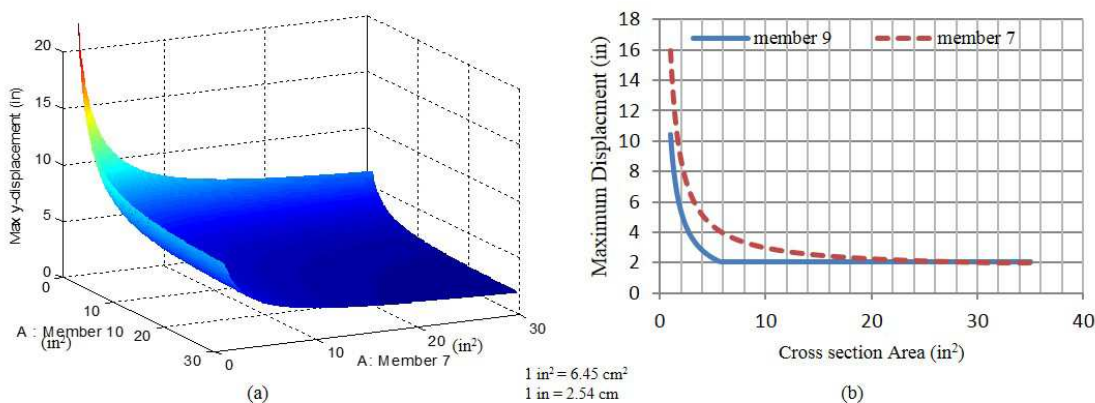 20
15
10
5
0
Max y-displacement (in)
0
10
20
30
A : Member 10
(in²)
0
10
20
30
A: Member 7
(in²)
(a)
1 in² = 6.45 cm²
1 in = 2.54 cm
18
16
14
12
10
8
6
4
2
0
Maximum Displacment (in)
member 9
member 7
0
10
20
30
40
Cross section Area (in²)
(b)